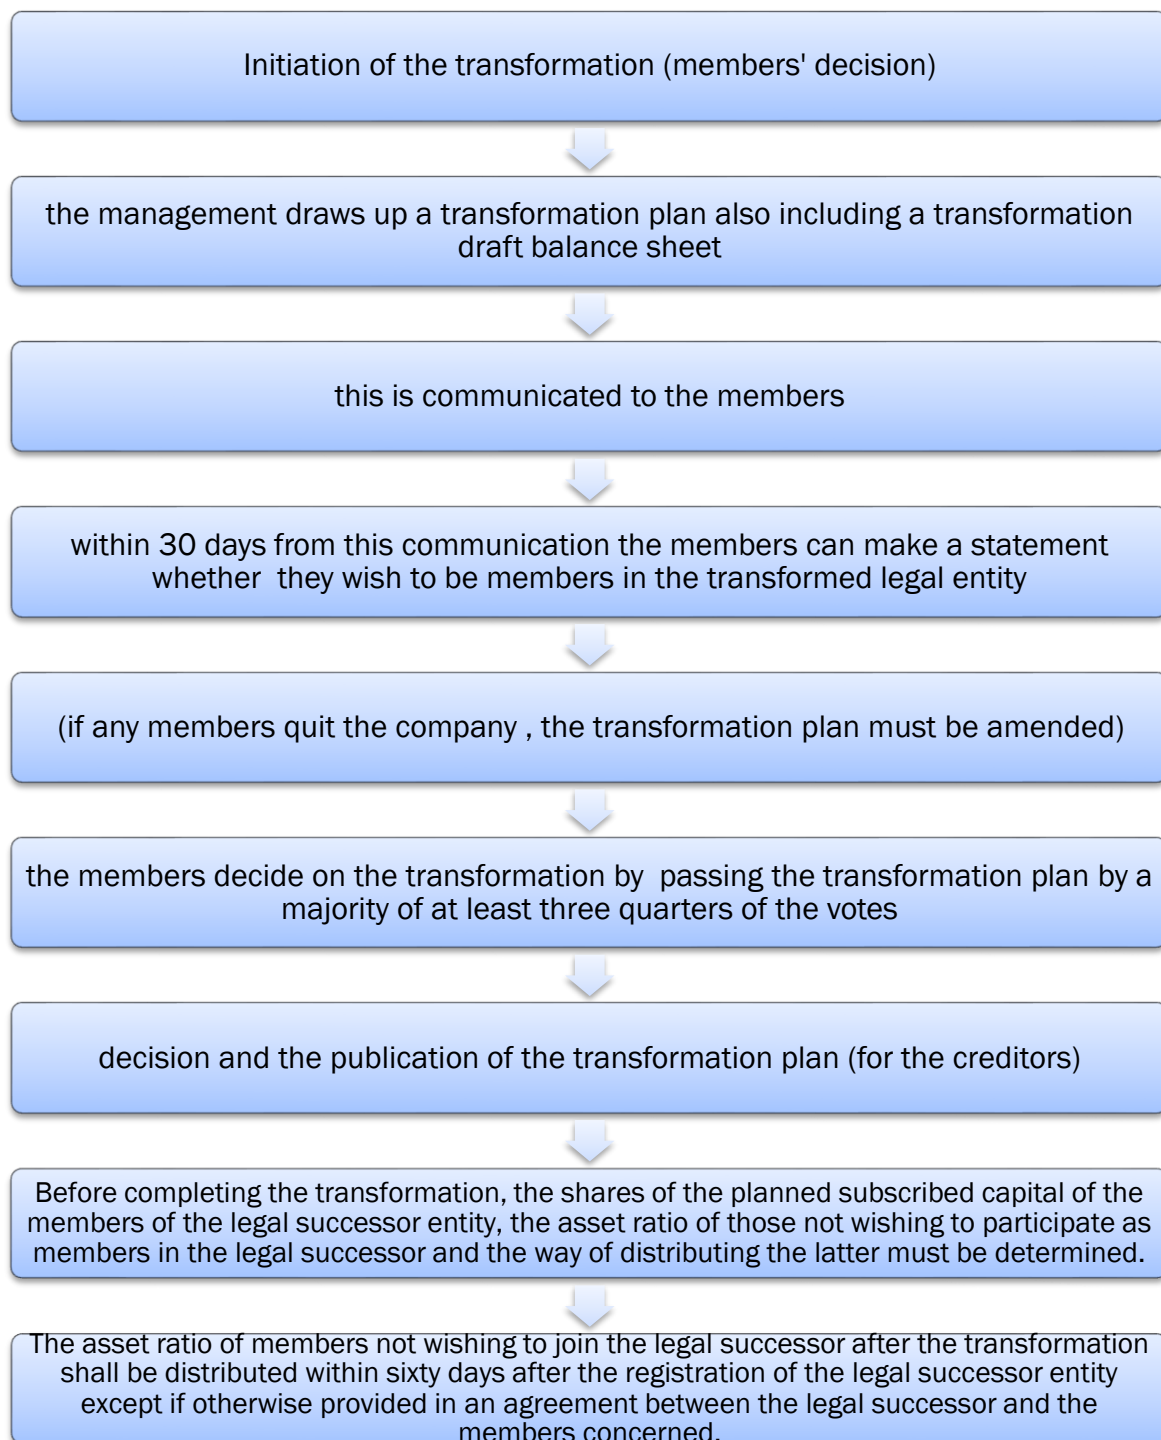 Initiation of the transformation (members' decision)
the management draws up a transformation plan also including a transformation
draft balance sheet
this is communicated to the members
within 30 days from this communication the members can make a statement
whether  they wish to be members in the transformed legal entity
(if any members quit the company , the transformation plan must be amended)
the members decide on the transformation by  passing the transformation plan by a
majority of at least three quarters of the votes
decision and the publication of the transformation plan (for the creditors)
Before completing the transformation, the shares of the planned subscribed capital of the
members of the legal successor entity, the asset ratio of those not wishing to participate as
members in the legal successor and the way of distributing the latter must be determined.
The asset ratio of members not wishing to join the legal successor after the transformation
shall be distributed within sixty days after the registration of the legal successor entity
except if otherwise provided in an agreement between the legal successor and the
members concerned.